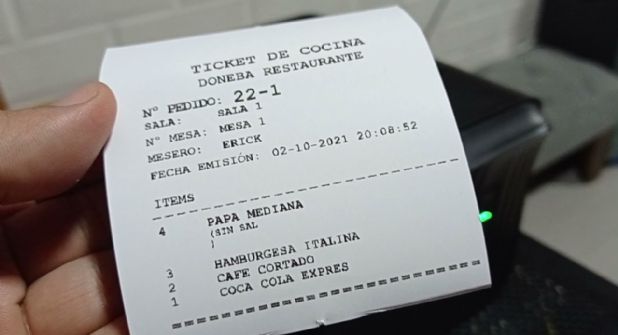 TICKET DE COCINA
DONEBA RESTAURANTE
Nº PEDIDO: 22-1
SALA: SALA 1
Nº MESA: MESA 1
MESERO: ERICK
FECHA EMISIÓN: 02-10-2021 20:08:52
ITEMS
4 PAPA MEDIANA
(SIN SAL
)
3 HAMBURGESA ITALINA
2 CAFE CORTADO
1 COCA COLA EXPRES